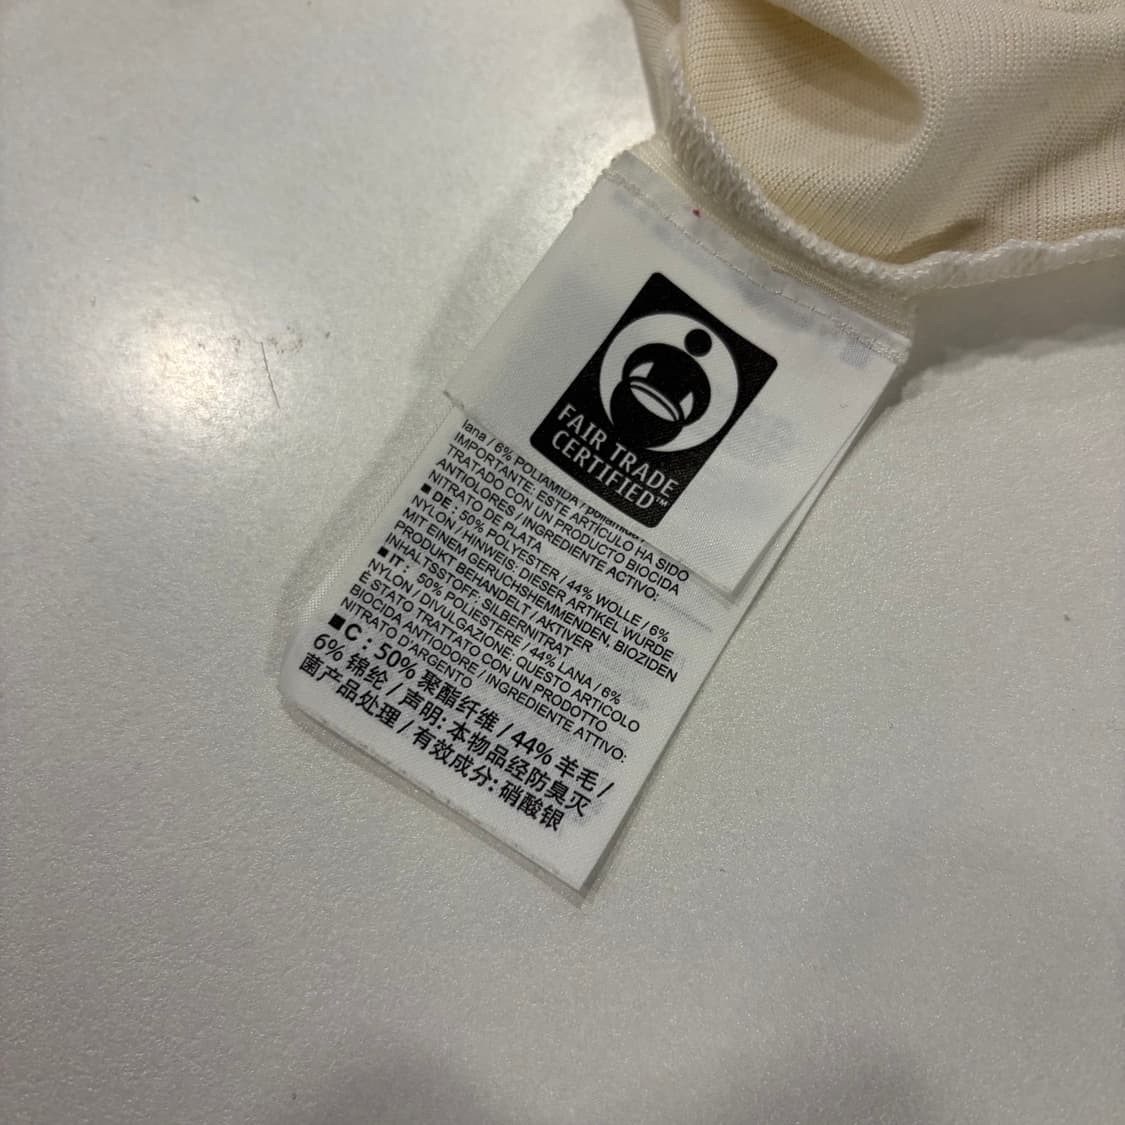 FAIR TRADE
CERTIFIED™
lana / 6% POLIAMIDA / poliamida
IMPORTANTE: ESTE ARTÍCULO HA SIDO
TRATADO CON UN PRODUCTO BIOCIDA
ANTIOLORES / INGREDIENTE ACTIVO:
NITRATO DE PLATA
■ DE : 50% POLYESTER / 44% WOLLE / 6%
NYLON / HINWEIS: DIESER ARTIKEL WURDE
MIT EINEM GERUCHSHEMMENDEN, BIOZIDEN
PRODUKT BEHANDELT / AKTIVER
INHALTSSTOFF: SILBERNITRAT
■ IT : 50% POLIESTERE / 44% LANA / 6%
NYLON / DIVULGAZIONE: QUESTO ARTICOLO
È STATO TRATTATO CON UN PRODOTTO
BIOCIDA ANTIODORE / INGREDIENTE ATTIVO:
NITRATO D'ARGENTO
■ C : 50% 聚酯纤维 / 44% 羊毛 /
6% 锦纶 / 声明: 本物品经防臭灭
菌产品处理 / 有效成分: 硝酸银